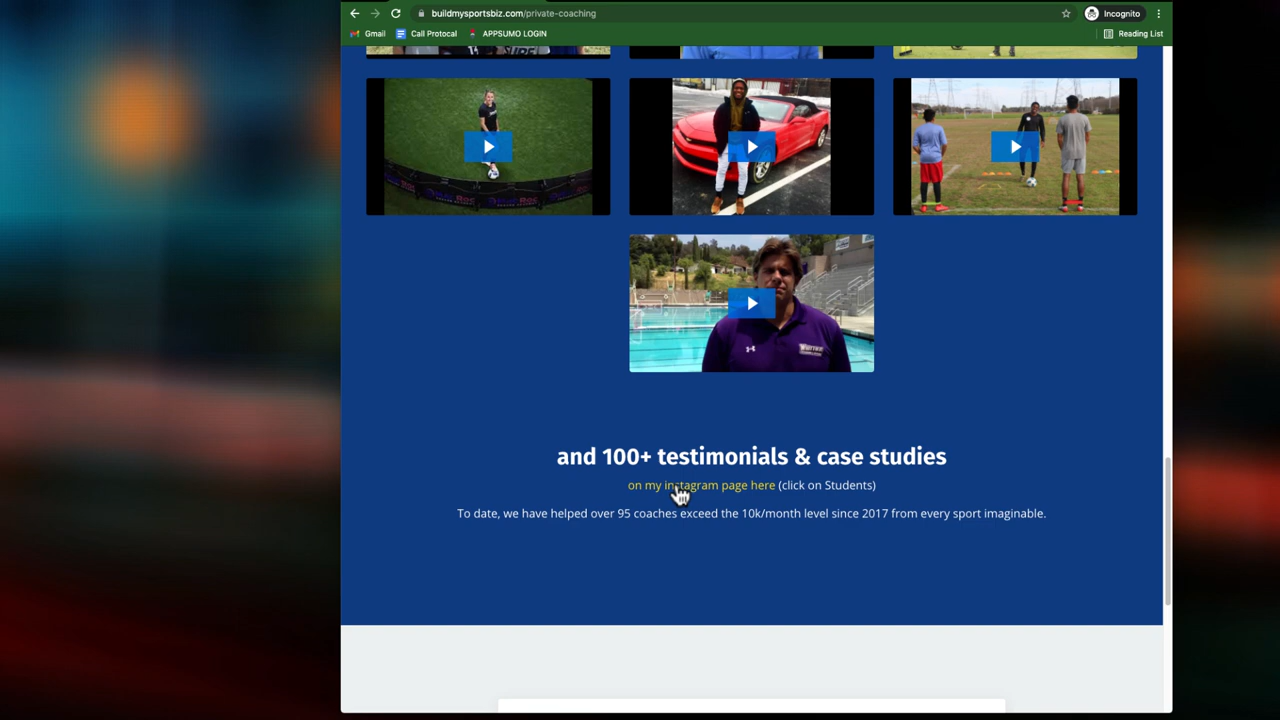 buildmysportsbiz.com/private-coaching
Incognito
Gmail
Call Protocal
APPSUMO LOGIN
Reading List
and 100+ testimonials & case studies
on my instagram page here (click on Students)
To date, we have helped over 95 coaches exceed the 10k/month level since 2017 from every sport imaginable.